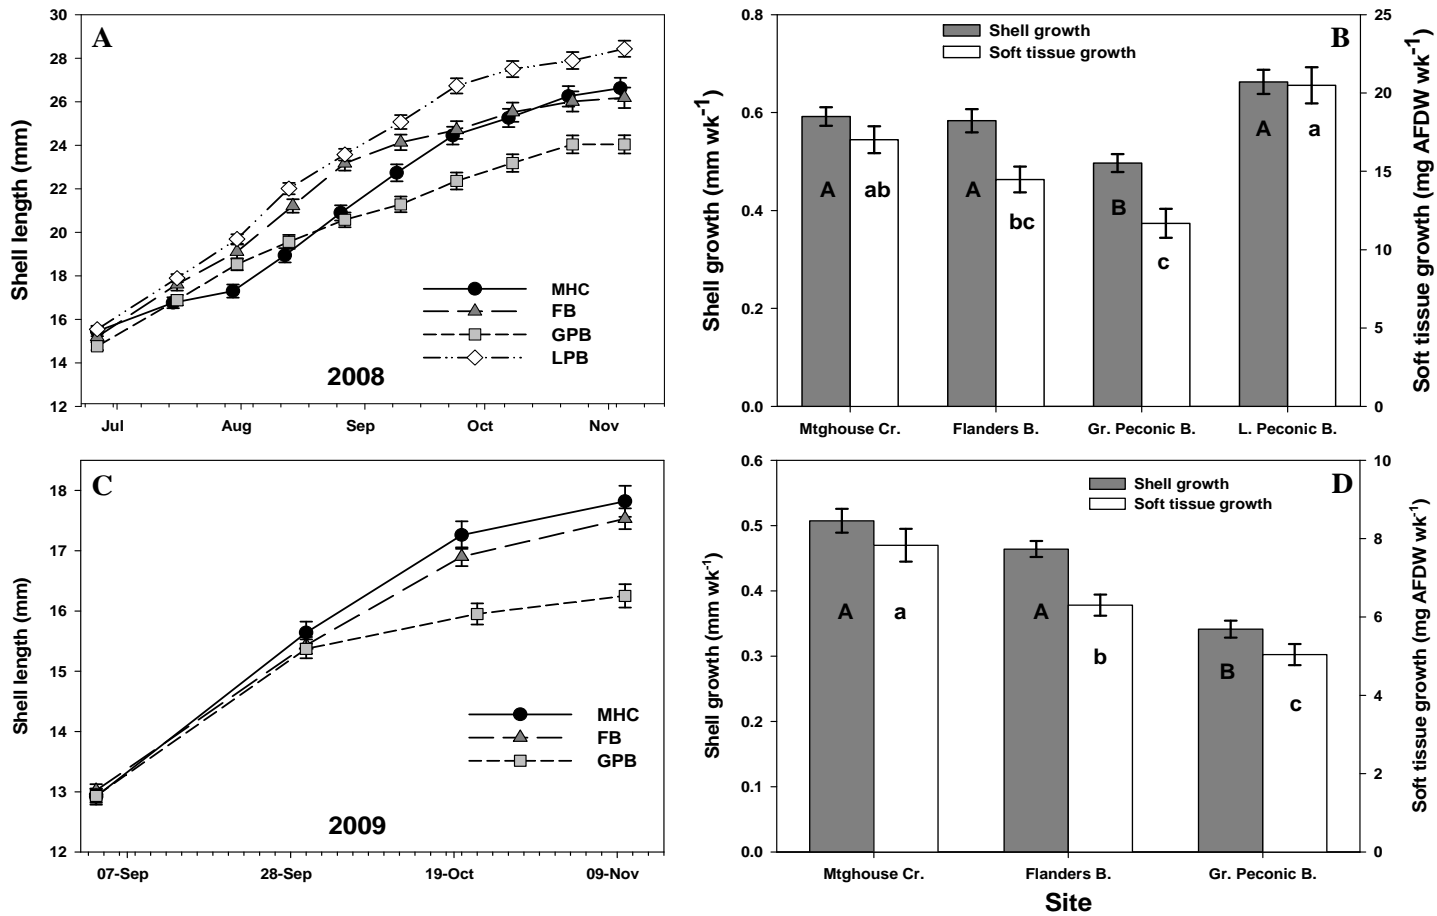 A
Shell length (mm)
30
28
26
24
22
20
18
16
14
12
MHC
FB
GPB
LPB
2008
Jul Aug Sep Oct Nov
B
Shell growth
Soft tissue growth
Shell growth (mm wk-1)
0.8
0.6
0.4
0.2
0.0
A ab A bc B c A a
25
20
15
10
5
0
Soft tissue growth (mg AFDW wk-1)
Mtghouse Cr. Flanders B. Gr. Peconic B. L. Peconic B.
C
Shell length (mm)
18
17
16
15
14
13
12
MHC
FB
GPB
2009
07-Sep 28-Sep 19-Oct 09-Nov
D
Shell growth
Soft tissue growth
Shell growth (mm wk-1)
0.6
0.5
0.4
0.3
0.2
0.1
0.0
A a A b B c
10
8
6
4
2
0
Soft tissue growth (mg AFDW wk-1)
Mtghouse Cr. Flanders B. Gr. Peconic B.
Site